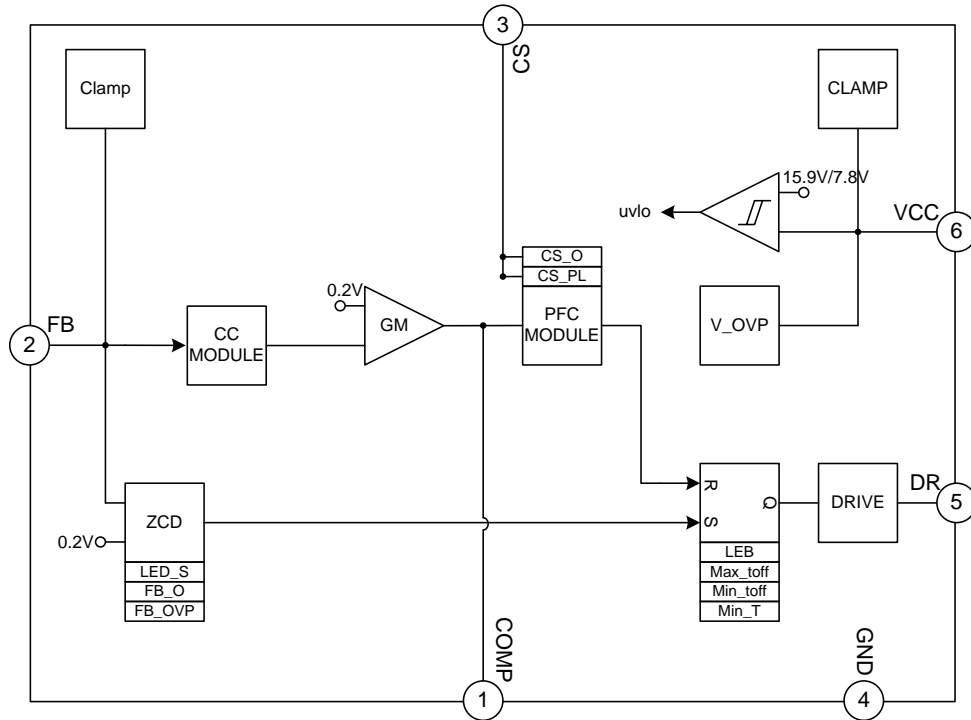 3
CS
Clamp
CLAMP
15.9V/7.8V
uvlo
VCC
6
CS_O
CS_PL
0.2V
GM
PFC
MODULE
V_OVP
FB
2
CC
MODULE
R
S
Q
DRIVE
DR
5
ZCD
0.2V
LED_S
FB_O
FB_OVP
LEB
Max_toff
Min_toff
Min_T
COMP
1
GND
4